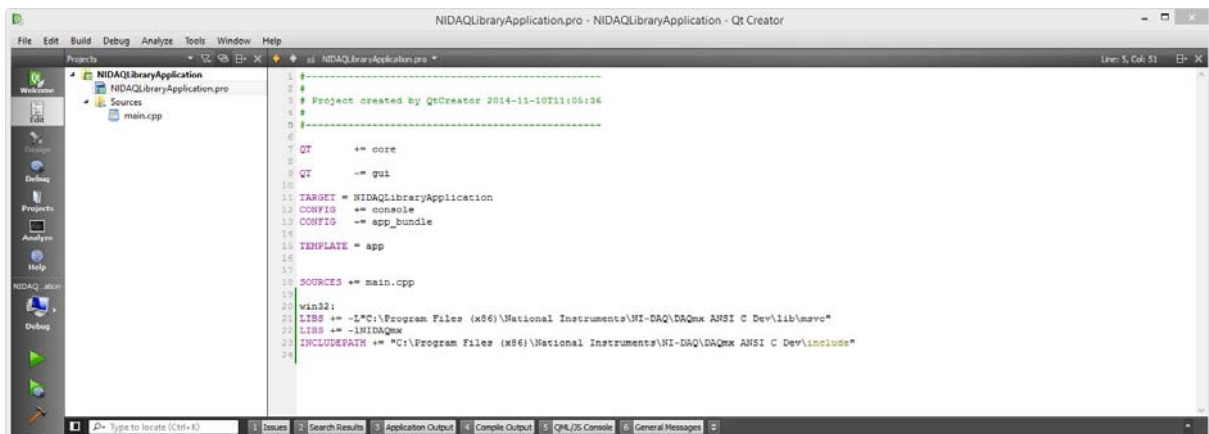 NIDAQLibraryApplication.pro - NIDAQLibraryApplication - Qt Creator
File Edit Build Debug Analyze Tools Window Help
Projects
NIDAQLibraryApplication.pro
Line: 5, Col: 51
Welcome
Edit
Design
Debug
Projects
Analyze
Help
NIDAQ...ation
Debug
NIDAQLibraryApplication
NIDAQLibraryApplication.pro
Sources
main.cpp
1 #-------------------------------------------------
2 #
3 # Project created by QtCreator 2014-11-10T11:05:36
4 #
5 #-------------------------------------------------
6
7 QT += core
8
9 QT -= gui
10
11 TARGET = NIDAQLibraryApplication
12 CONFIG += console
13 CONFIG -= app_bundle
14
15 TEMPLATE = app
16
17
18 SOURCES += main.cpp
19
20 win32:
21 LIBS += -L"C:\Program Files (x86)\National Instruments\NI-DAQ\DAQmx ANSI C Dev\lib\msvc"
22 LIBS += -lNIDAQmx
23 INCLUDEPATH += "C:\Program Files (x86)\National Instruments\NI-DAQ\DAQmx ANSI C Dev\include"
24
Type to locate (Ctrl+K)
1 Issues 2 Search Results 3 Application Output 4 Compile Output 5 QML/JS Console 6 General Messages